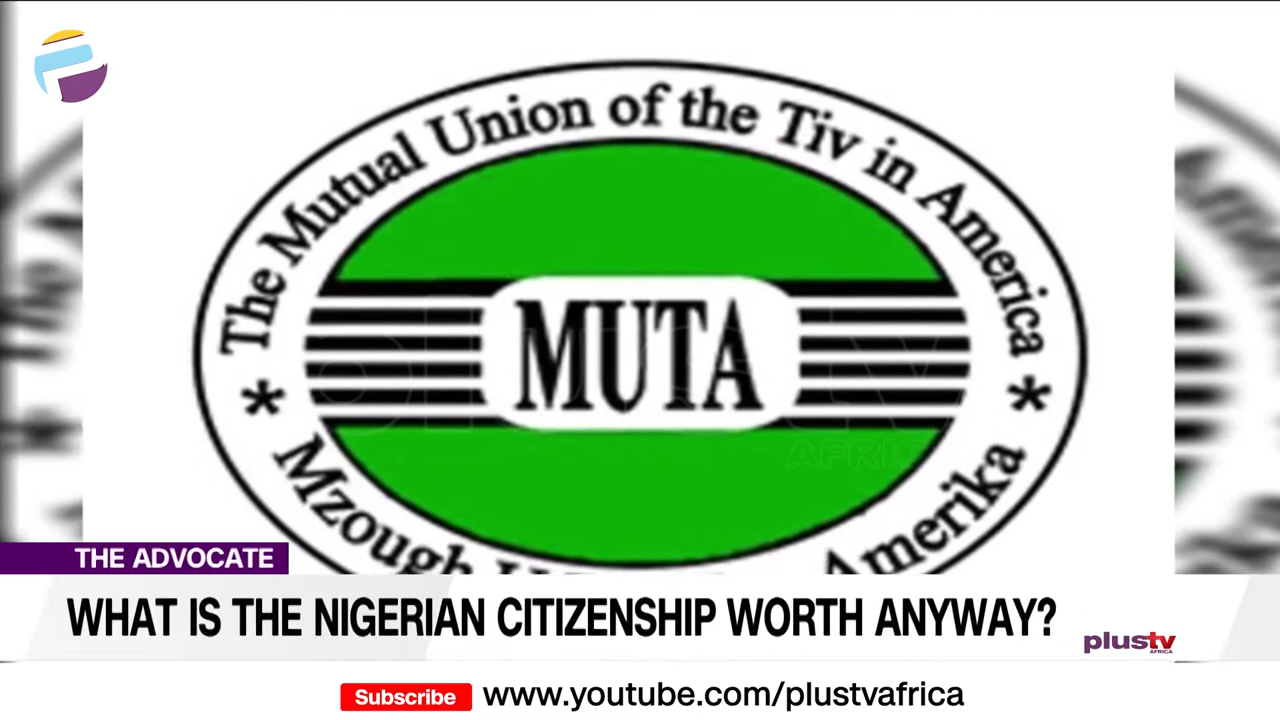 The Mutual Union of the Tiv in America
MUTA
* *
Mzough Amerika
THE ADVOCATE
WHAT IS THE NIGERIAN CITIZENSHIP WORTH ANYWAY?
plustv
AFRICA
Subscribe www.youtube.com/plustvafrica